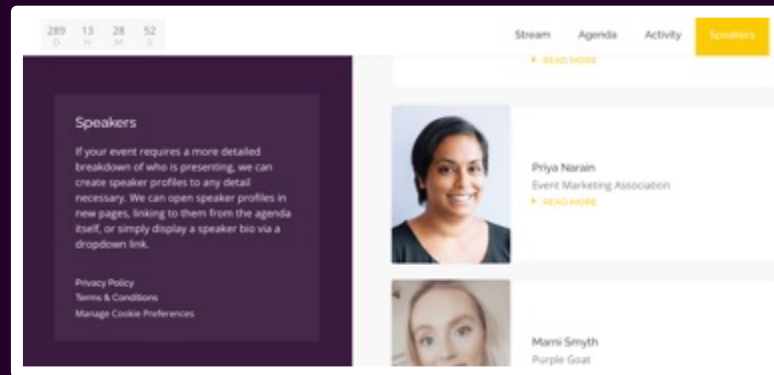 289 13 28 52
D H M S
Stream Agenda Activity Speakers
READ MORE
Speakers
If your event requires a more detailed
breakdown of who is presenting, we can
create speaker profiles to any detail
necessary. We can open speaker profiles in
new pages, linking to them from the agenda
itself, or simply display a speaker bio via a
dropdown link.
Privacy Policy
Terms & Conditions
Manage Cookie Preferences
Priya Narain
Event Marketing Association
READ MORE
Marni Smyth
Purple Goat